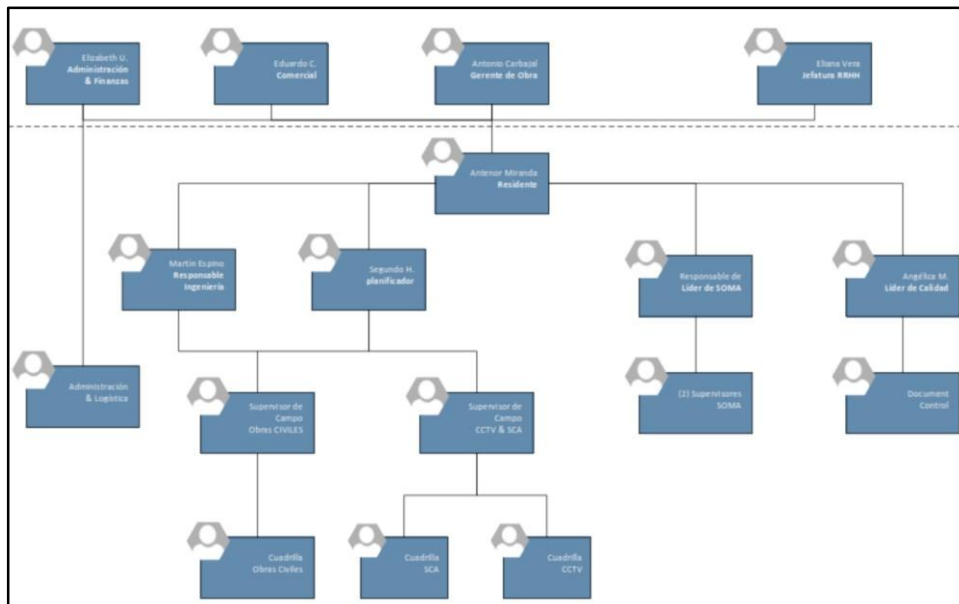 Elizabeth U.
Administración
& Finanzas
Eduardo C.
Comercial
Antonio Carbajal
Gerente de Obra
Eliana Vera
Jefatura RRHH
Antenor Miranda
Residente
Martin Espino
Responsable
Ingeniería
Segundo H.
planificador
Responsable de
Lider de SOMA
Angélica M.
Lider de Calidad
Administración
& Logística
Supervisor de
Campo
Obras CIVILES
Supervisor de
Campo
CCTV & SCA
(2) Supervisores
SOMA
Document
Control
Cuadrilla
Obras Civiles
Cuadrilla
SCA
Cuadrilla
CCTV